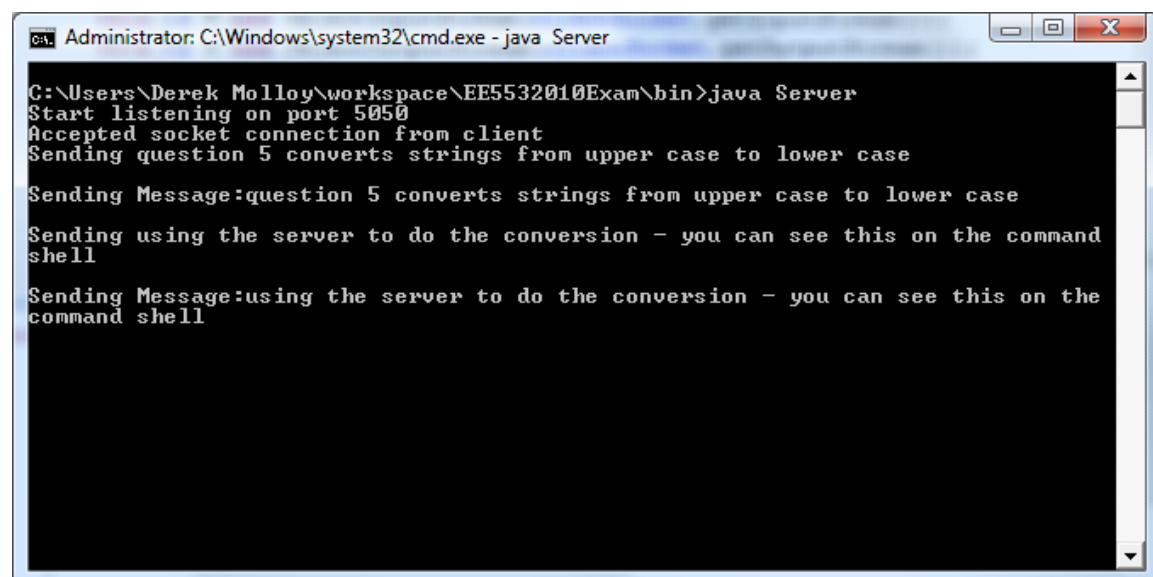 Administrator: C:\Windows\system32\cmd.exe - java Server
C:\Users\Derek Molloy\workspace\EE5532010Exam\bin>java Server
Start listening on port 5050
Accepted socket connection from client
Sending question 5 converts strings from upper case to lower case
Sending Message:question 5 converts strings from upper case to lower case
Sending using the server to do the conversion - you can see this on the command
shell
Sending Message:using the server to do the conversion - you can see this on the
command shell